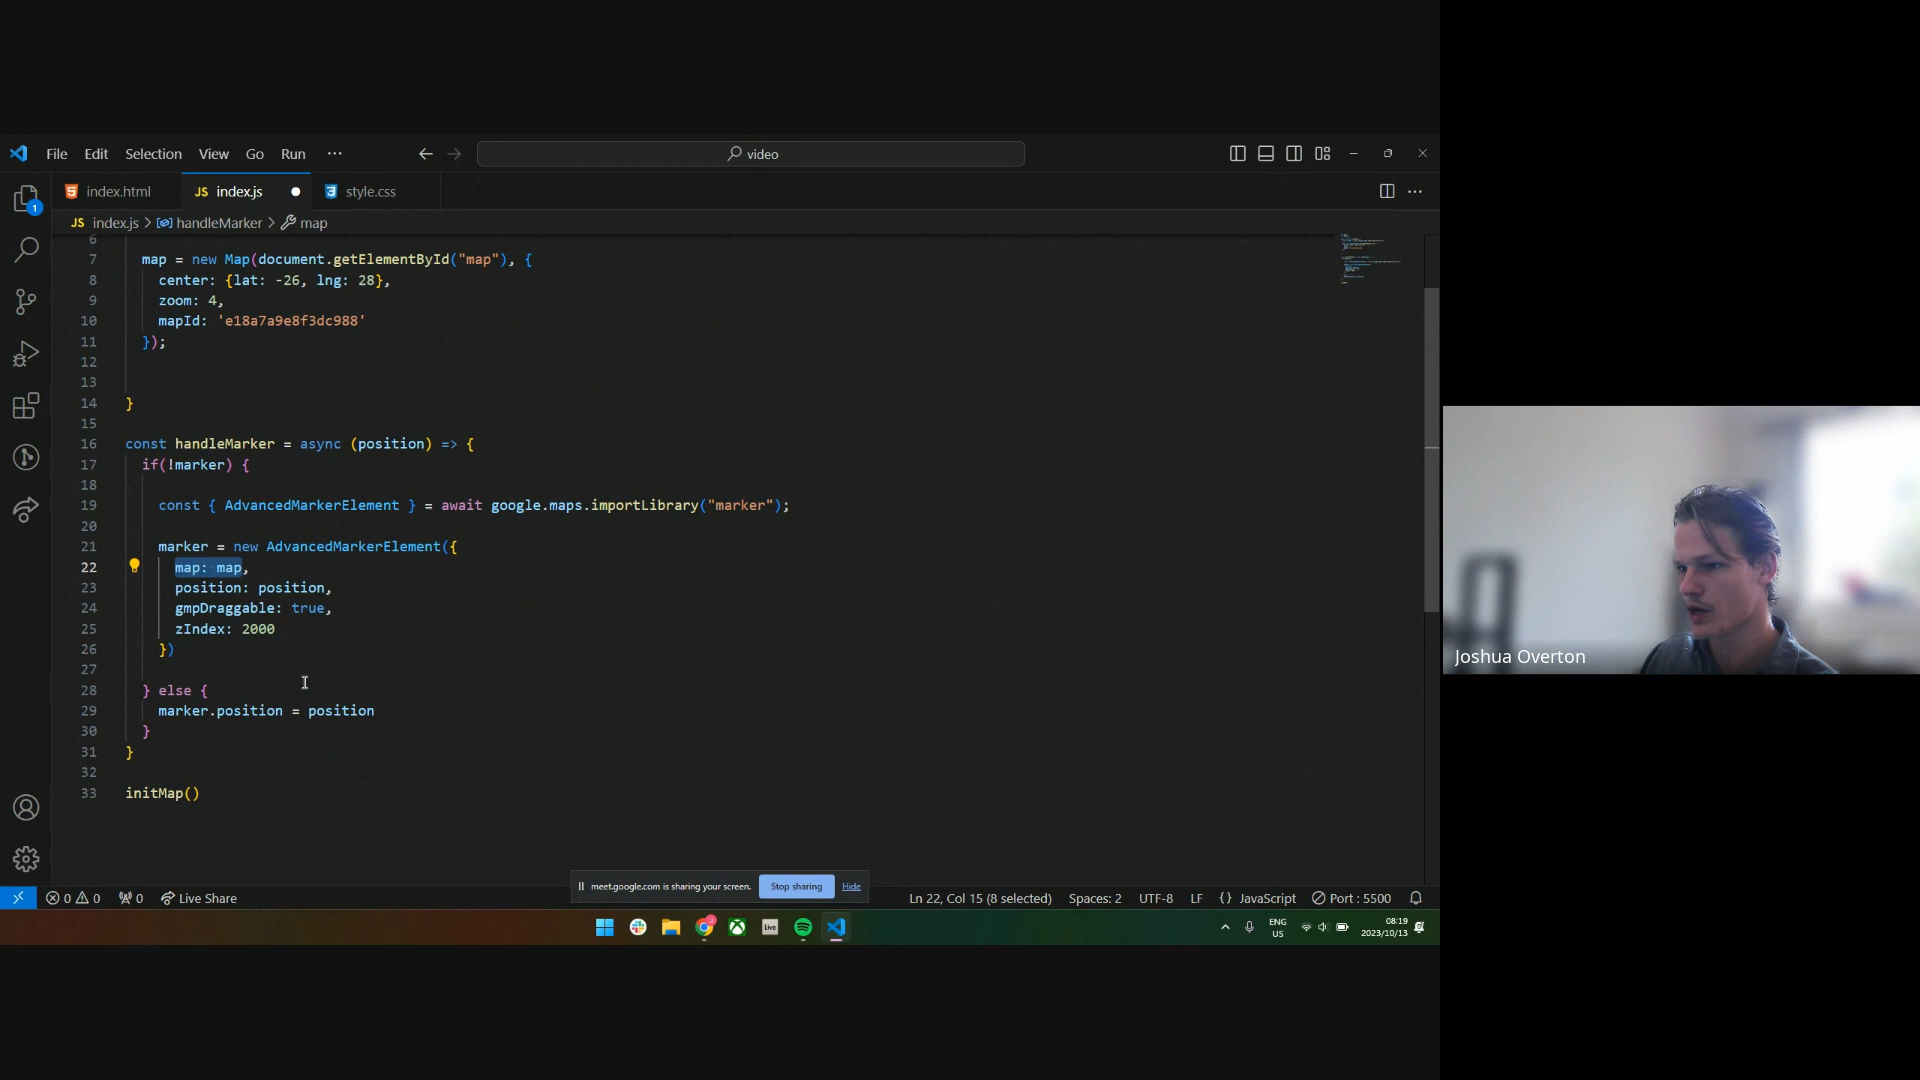 File Edit Selection View Go Run ···
video
index.html
JS index.js
style.css
JS index.js > handleMarker > map
6
7 map = new Map(document.getElementById("map"), {
8 center: {lat: -26, lng: 28},
9 zoom: 4,
10 mapId: 'e18a7a9e8f3dc988'
11 });
12
13
14 }
15
16 const handleMarker = async (position) => {
17 if(!marker) {
18
19 const { AdvancedMarkerElement } = await google.maps.importLibrary("marker");
20
21 marker = new AdvancedMarkerElement({
22 map: map,
23 position: position,
24 gmpDraggable: true,
25 zIndex: 2000
26 })
27
28 } else {
29 marker.position = position
30 }
31 }
32
33 initMap()
1
Joshua Overton
meet.google.com is sharing your screen. Stop sharing Hide
0 0 0 Live Share Ln 22, Col 15 (8 selected) Spaces: 2 UTF-8 LF {} JavaScript Port : 5500
Live
ENG
US
08:19
2023/10/13